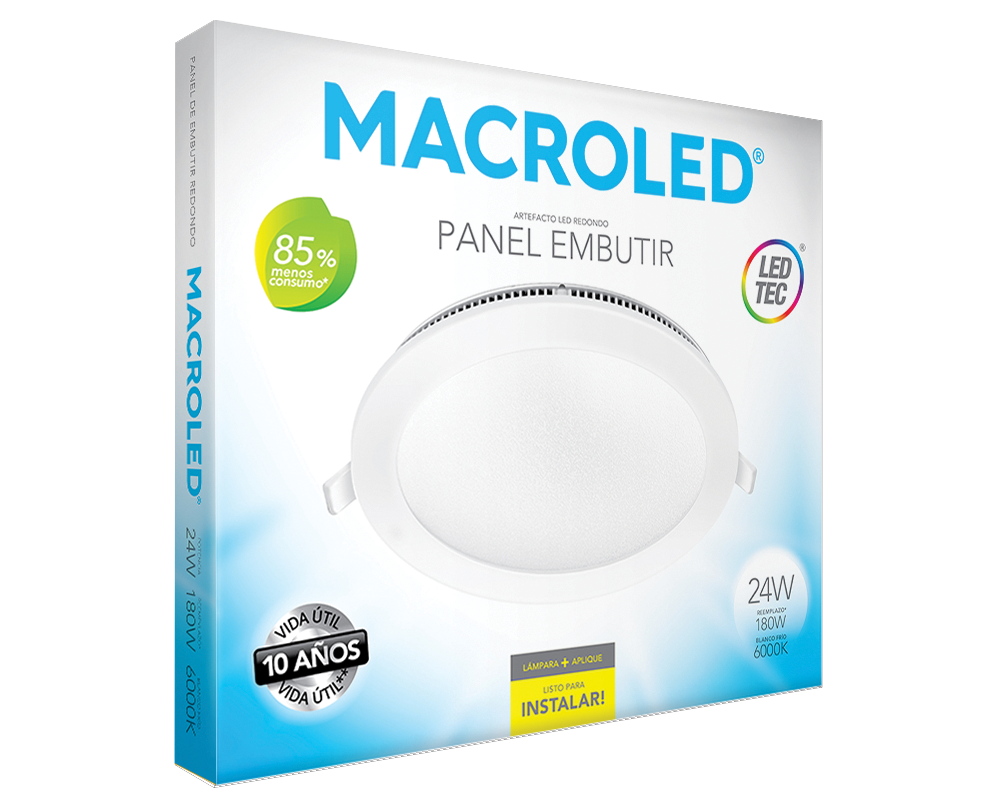 MACROLED®
ARTEFACTO LED REDONDO
PANEL EMBUTIR
85%
menos
consumo*
LED
TEC
®
24W
REEMPLAZO*
180W
BLANCO FRÍO
6000K
VIDA ÚTIL
10 AÑOS
VIDA ÚTIL**
LÁMPARA + APLIQUE
LISTO PARA
INSTALAR!
PANEL DE EMBUTIR REDONDO
MACROLED®
24W
180W
6000K